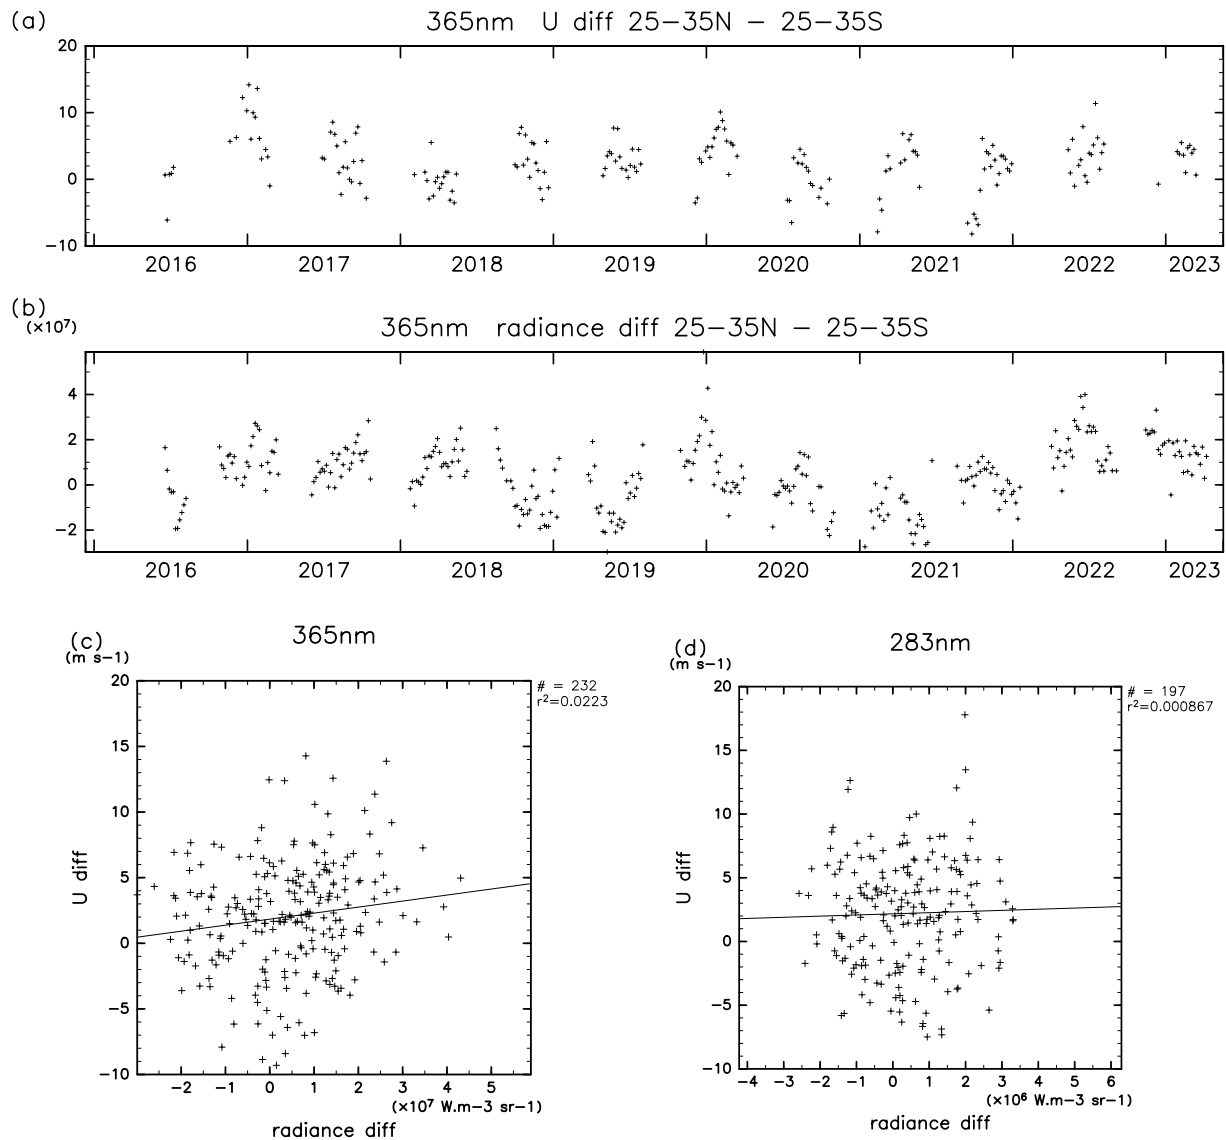 (a)
365nm U diff 25−35N − 25−35S
20
10
0
−10
2016 2017 2018 2019 2020 2021 2022 2023
(b)
(×10⁷)
365nm radiance diff 25−35N − 25−35S
4
2
0
−2
2016 2017 2018 2019 2020 2021 2022 2023
(c)
(m s−1)
365nm
# = 232
r²=0.0223
20
15
10
5
0
−5
−10
U diff
−2 −1 0 1 2 3 4 5
(×10⁷ W.m−3 sr−1)
radiance diff
(d)
(m s−1)
283nm
# = 197
r²=0.000867
20
15
10
5
0
−5
−10
U diff
−4 −3 −2 −1 0 1 2 3 4 5 6
(×10⁶ W.m−3 sr−1)
radiance diff